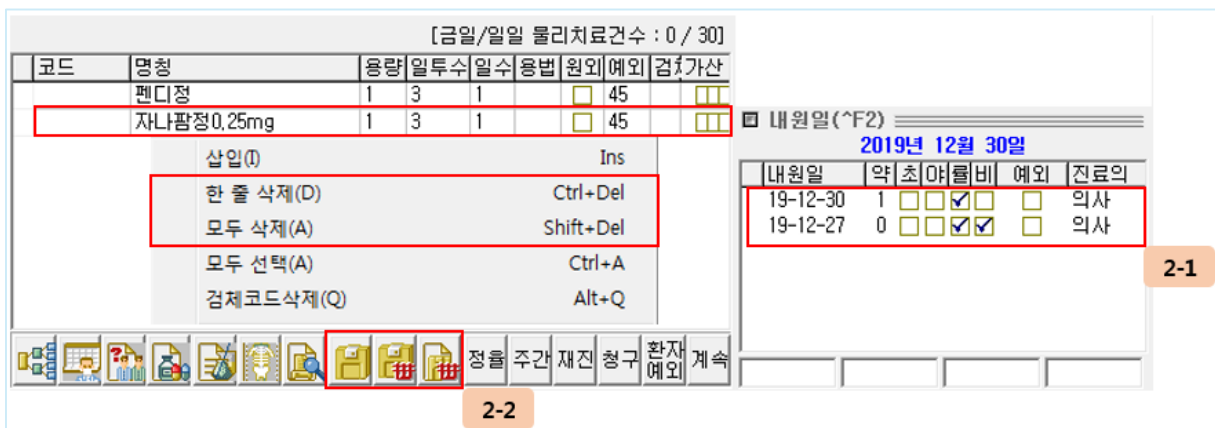 [금일/일일 물리치료건수 : 0 / 30]
코드 명칭 용량 일투수 일수 용법 원외 예외 검체 가산
펜디정 1 3 1 45
자나팜정0,25mg 1 3 1 45
삽입(I) Ins
한 줄 삭제(D) Ctrl+Del
모두 삭제(A) Shift+Del
모두 선택(A) Ctrl+A
검체코드삭제(Q) Alt+Q
정율 주간 재진 청구 환자예외 계속
2-2
내원일(^F2)
2019년 12월 30일
내원일 약 초 야 률 비 예외 진료의
19-12-30 1 의사
19-12-27 0 의사
2-1